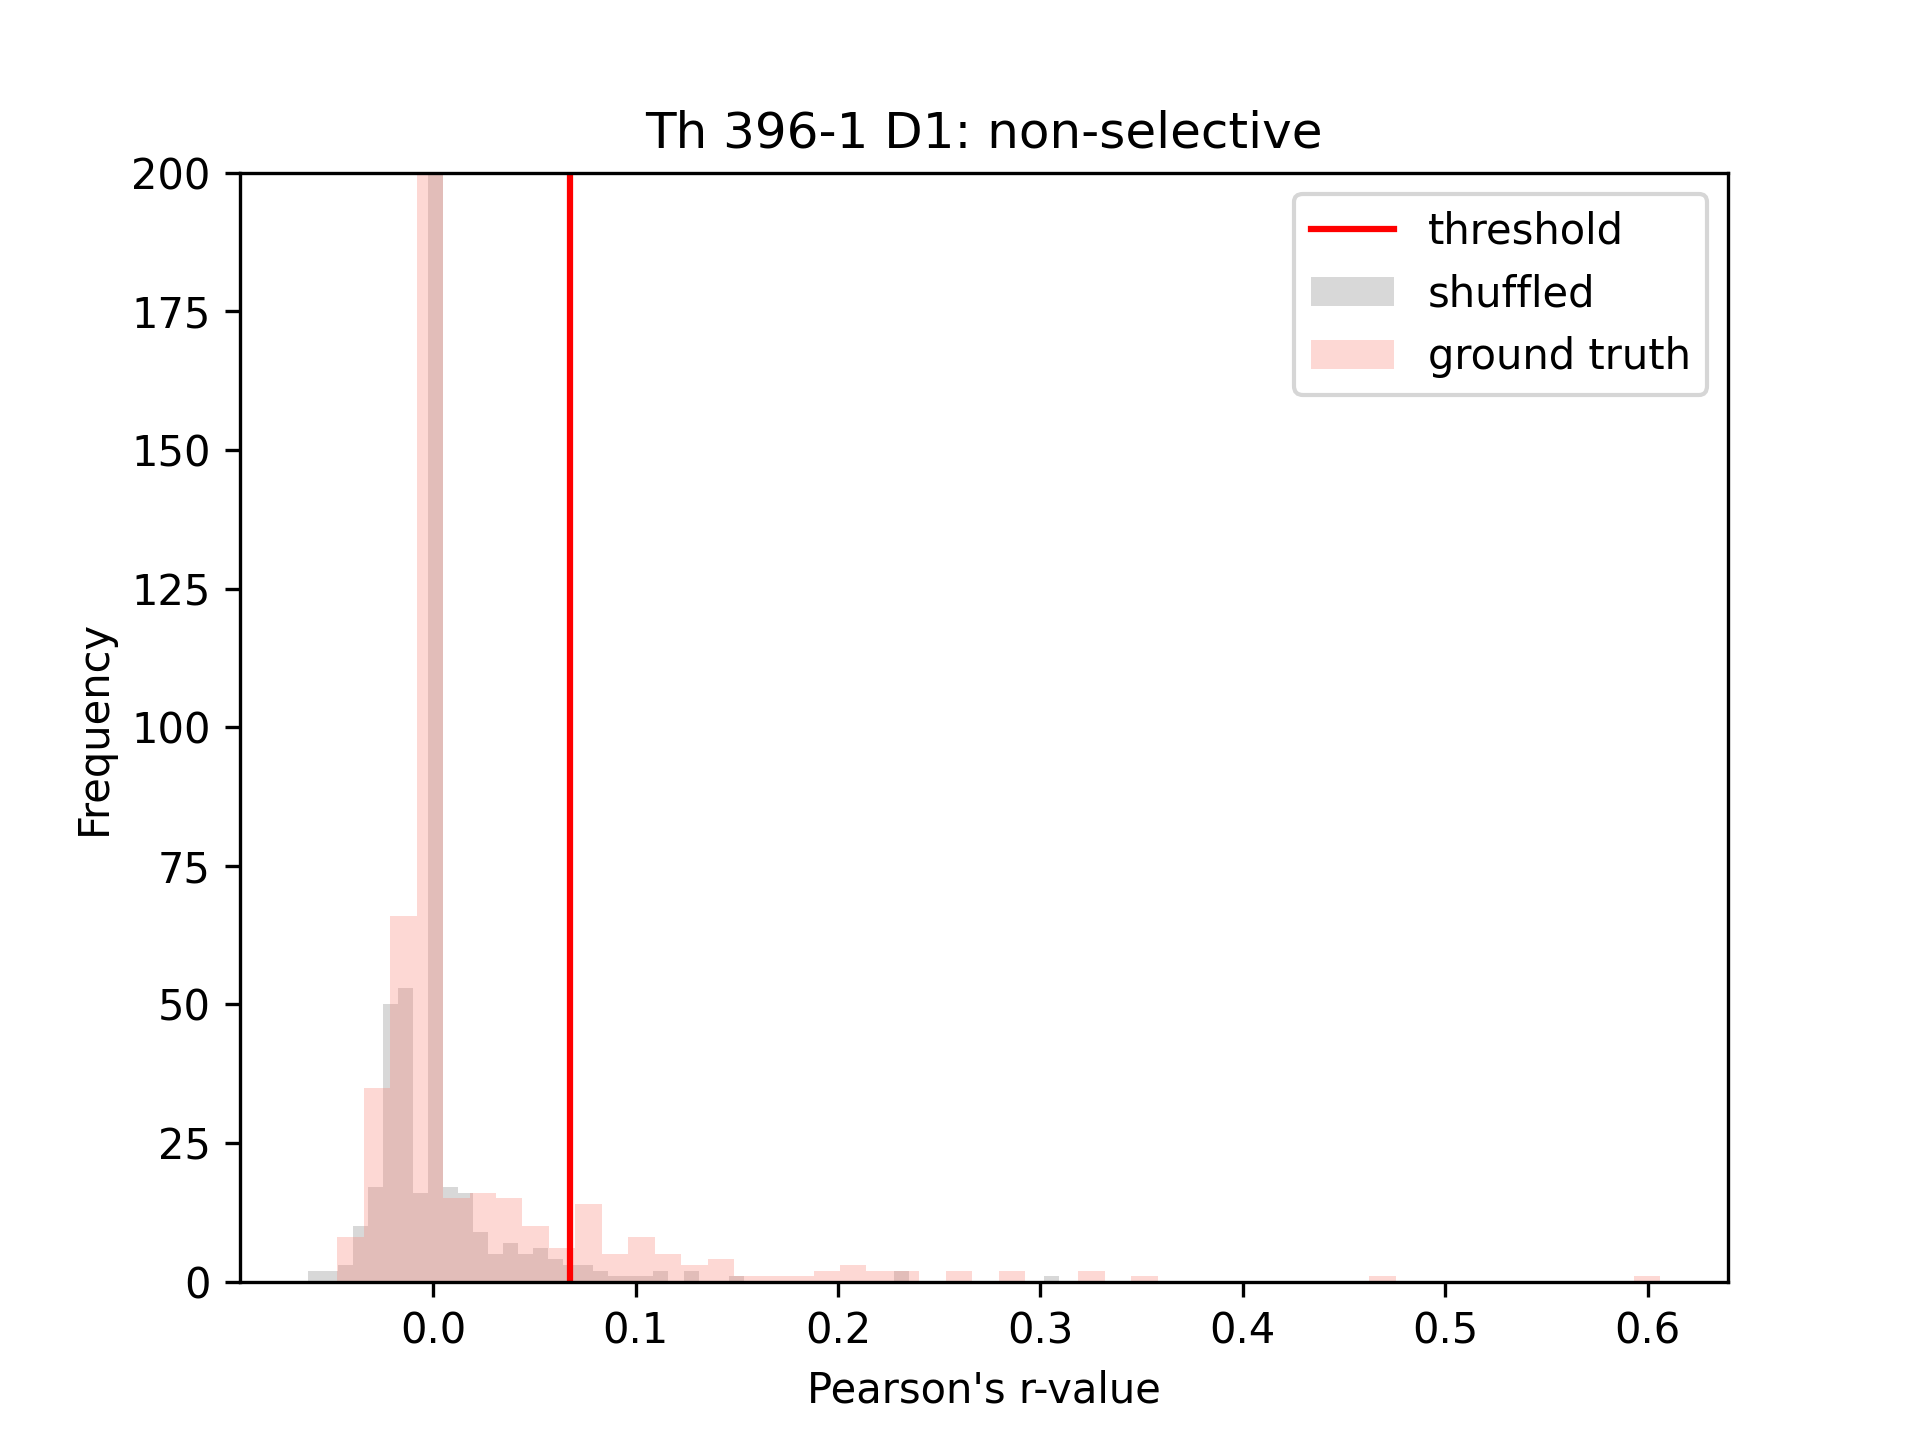 Th 396-1 D1: non-selective
threshold
shuffled
ground truth
200
175
150
125
100
75
50
25
0
Frequency
0.0 0.1 0.2 0.3 0.4 0.5 0.6
Pearson's r-value